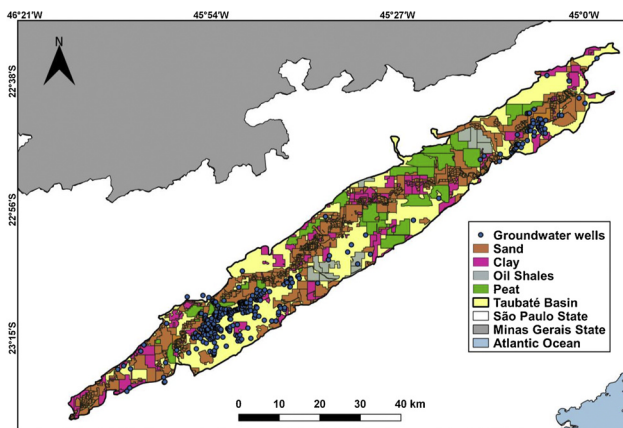 46°21'W 45°54'W 45°27'W 45°0'W
N
22°38'S
22°56'S
23°15'S
Groundwater wells
Sand
Clay
Oil Shales
Peat
Taubaté Basin
São Paulo State
Minas Gerais State
Atlantic Ocean
0 10 20 30 40 km